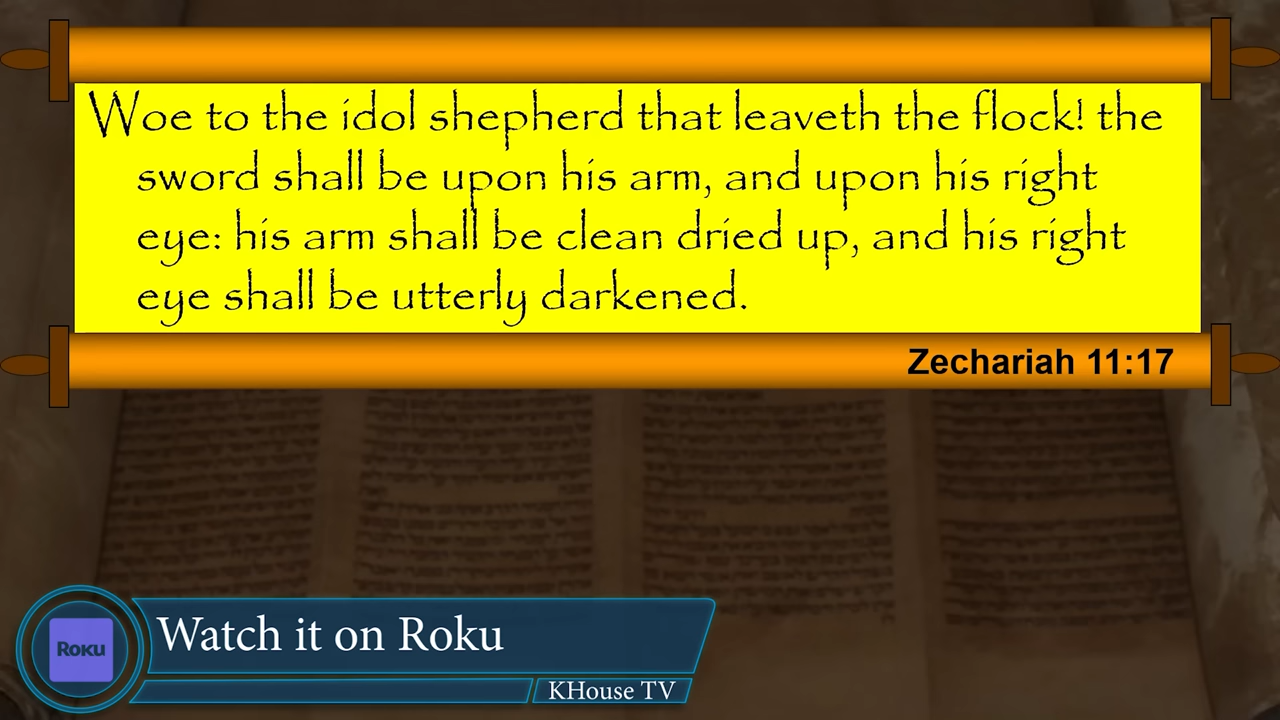 Woe to the idol shepherd that leaveth the flock! the
sword shall be upon his arm, and upon his right
eye: his arm shall be clean dried up, and his right
eye shall be utterly darkened.
Zechariah 11:17
Roku
Watch it on Roku
KHouse TV